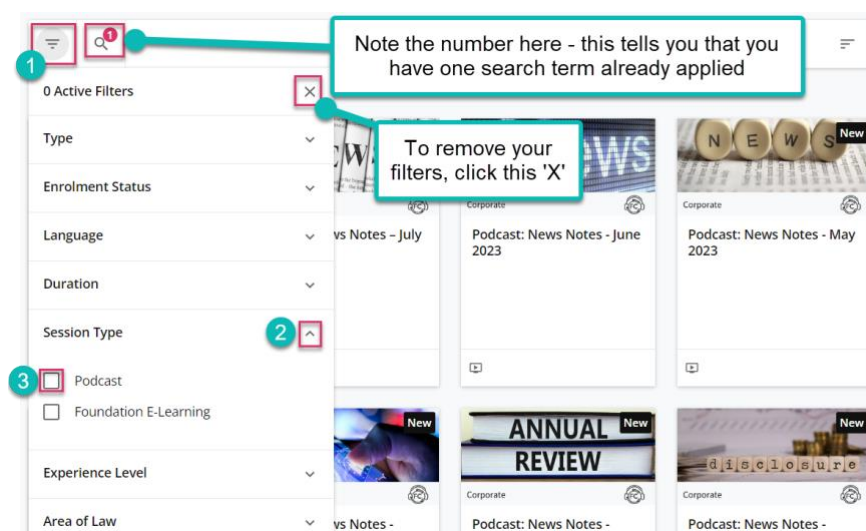 1
1
Note the number here - this tells you that you
have one search term already applied
0 Active Filters
To remove your
filters, click this 'X'
Type
Enrolment Status
Language
Duration
Session Type
2
3
Podcast
Foundation E-Learning
Experience Level
Area of Law
EWS
NEWS
New
Corporate
Corporate
vs Notes – July
Podcast: News Notes - June
2023
Podcast: News Notes - May
2023
New
ANNUAL
REVIEW
New
disclosure
New
Corporate
Corporate
vs Notes -
Podcast: News Notes -
Podcast: News Notes -